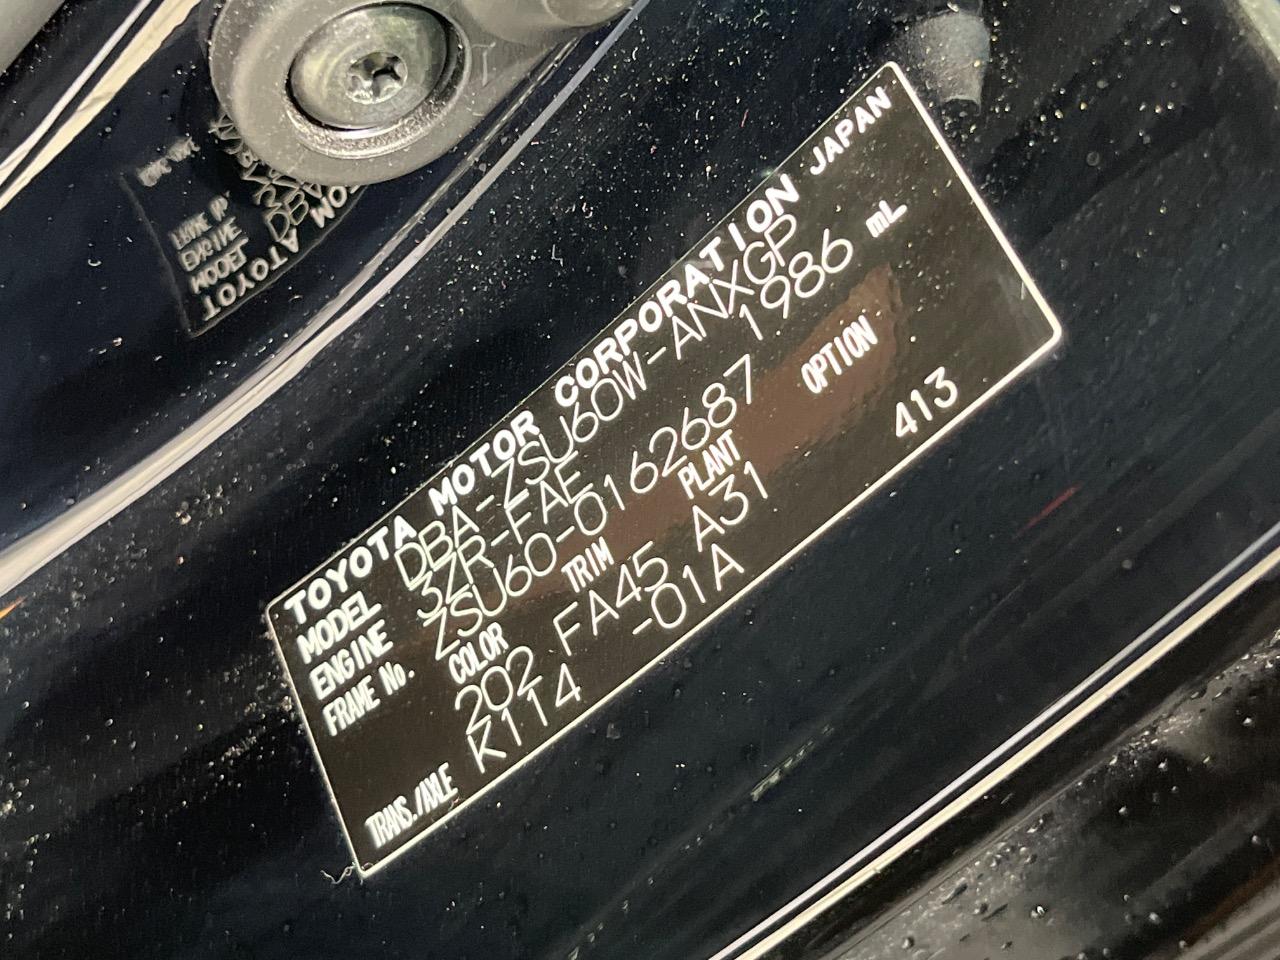 TOYOTA MOTOR CORPORATION JAPAN
MODEL DBA-ZSU60W-ANXGP
ENGINE 3ZR-FAE 1986 mL
FRAME No. ZSU60-0162687
COLOR TRIM PLANT OPTION
202 FA45 A31 413
TRANS./AXLE K114 -01A